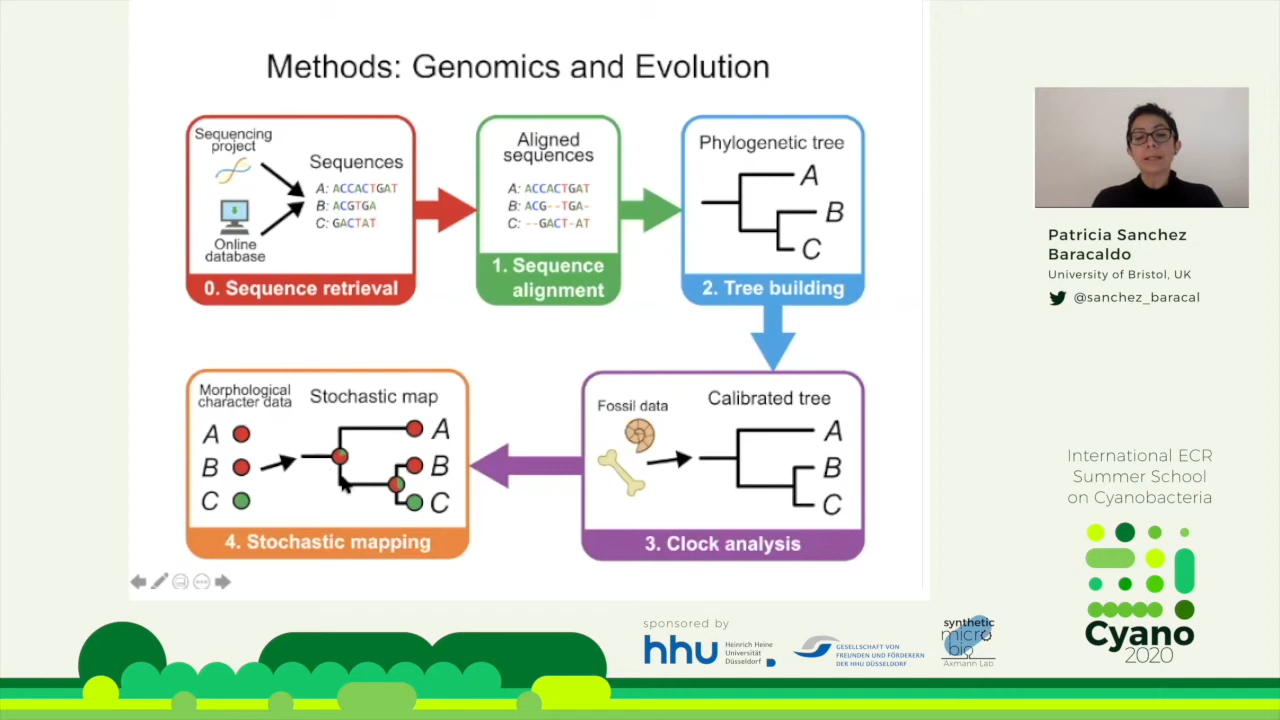 Methods: Genomics and Evolution
Sequencing
project
Online
database
Sequences
A: ACCACTGAT
B: ACGTGA
C: GACTAT
0. Sequence retrieval
Aligned
sequences
A: ACCACTGAT
B: ACG--TGA-
C: --GACT-AT
1. Sequence
alignment
Phylogenetic tree
A
B
C
2. Tree building
Fossil data
Calibrated tree
A
B
C
3. Clock analysis
Morphological
character data
A
B
C
Stochastic map
A
B
C
4. Stochastic mapping
Patricia Sanchez
Baracaldo
University of Bristol, UK
@sanchez_baracal
International ECR
Summer School
on Cyanobacteria
Cyano
2020
sponsored by
hhu
Heinrich Heine
Universität
Düsseldorf
GESELLSCHAFT VON
FREUNDEN UND FÖRDERERN
DER HHU DÜSSELDORF
synthetic
micro
bio
Axmann Lab